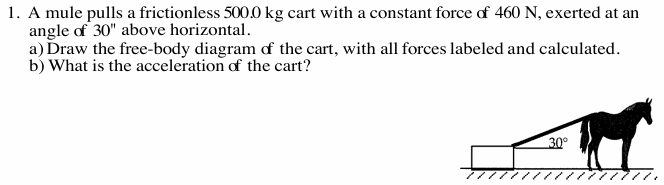 1. A mule pulls a frictionless 500.0 kg cart with a constant force of 460 N, exerted at an
angle of 30" above horizontal.
a) Draw the free-body diagram of the cart, with all forces labeled and calculated.
b) What is the acceleration of the cart?
30°